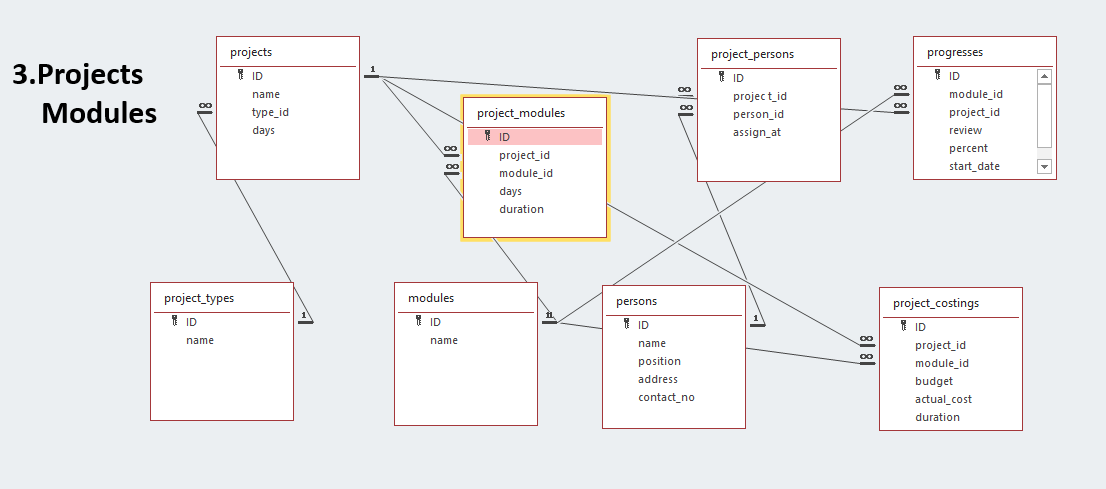 3.Projects
Modules
projects
ID
name
type_id
days
1
∞
project_modules
ID
project_id
module_id
days
duration
∞
∞
project_persons
ID
projec t_id
person_id
assign_at
∞
∞
progresses
ID
module_id
project_id
review
percent
start_date
∞
∞
project_types
ID
name
1
modules
ID
name
1
persons
ID
name
position
address
contact_no
1
project_costings
ID
project_id
module_id
budget
actual_cost
duration
∞
∞